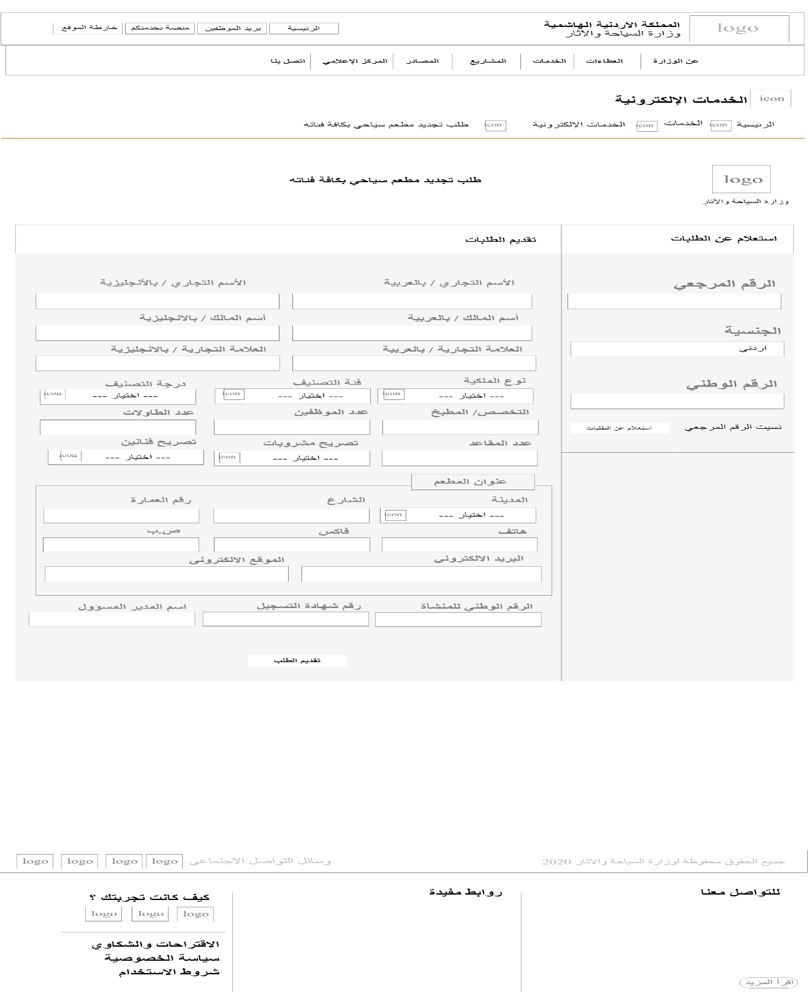 logo
المملكة الأردنية الهاشمية
وزارة السياحة والآثار
الرئيسية
بريد الموظفين
منصة بخدمتكم
خارطة الموقع
عن الوزارة
العطاءات
الخدمات
المشاريع
المصادر
المركز الإعلامي
اتصل بنا
icon
الخدمات الإلكترونية
الرئيسية
icon
الخدمات
icon
الخدمات الإلكترونية
icon
طلب تجديد مطعم سياحي بكافة فئاته
logo
وزارة السياحة والآثار
طلب تجديد مطعم سياحي بكافة فئاته
استعلام عن الطلبات
الرقم المرجعي
الجنسية
اردني
الرقم الوطني
نسيت الرقم المرجعي
استعلام عن الطلبات
تقديم الطلبات
الأسم التجاري / بالعربية
الأسم التجاري / بالأنجليزية
أسم المالك / بالعربية
أسم المالك / بالانجليزية
العلامة التجارية / بالعربية
العلامة التجارية / بالانجليزية
نوع الملكية
فئة التصنيف
درجة التصنيف
--- اختيار --- icon
--- اختيار --- icon
--- اختيار --- icon
التخصص/ المطبخ
عدد الموظفين
عدد الطاولات
عدد المقاعد
تصريح مشروبات
تصريح فنانين
--- اختيار --- icon
--- اختيار --- icon
عنوان المطعم
المدينة
الشارع
رقم العمارة
--- اختيار --- icon
هاتف
فاكس
ص.ب
البريد الالكتروني
الموقع الالكتروني
الرقم الوطني للمنشأة
رقم شهادة التسجيل
اسم المدير المسؤول
تقديم الطلب
جميع الحقوق محفوظة لوزارة السياحة والاثار 2020
وسائل التواصل الاجتماعي
logo
logo
logo
logo
للتواصل معنا
اقرأ المزيد
روابط مفيدة
كيف كانت تجربتك ؟
logo
logo
logo
الاقتراحات والشكاوي
سياسة الخصوصية
شروط الاستخدام